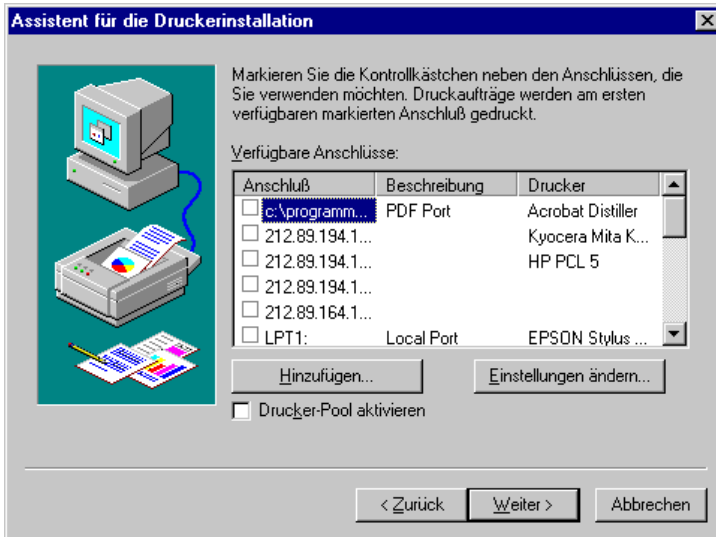 Assistent für die Druckerinstallation
Markieren Sie die Kontrollkästchen neben den Anschlüssen, die
Sie verwenden möchten. Druckaufträge werden am ersten
verfügbaren markierten Anschluß gedruckt.
Verfügbare Anschlüsse:
Anschluß Beschreibung Drucker
c:\programm... PDF Port Acrobat Distiller
212.89.194.1... Kyocera Mita K...
212.89.194.1... HP PCL 5
212.89.194.1...
212.89.164.1...
LPT1: Local Port EPSON Stylus ...
Hinzufügen... Einstellungen ändern...
Drucker-Pool aktivieren
< Zurück Weiter > Abbrechen